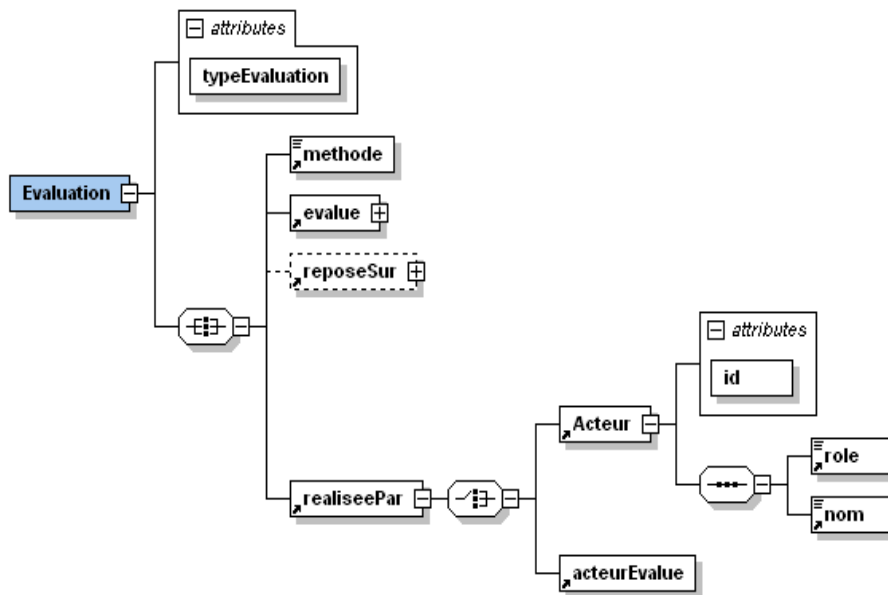 attributes
typeEvaluation
methode
Evaluation
evalue
reposeSur
attributes
id
Acteur
role
realiseePar
nom
acteurEvalue